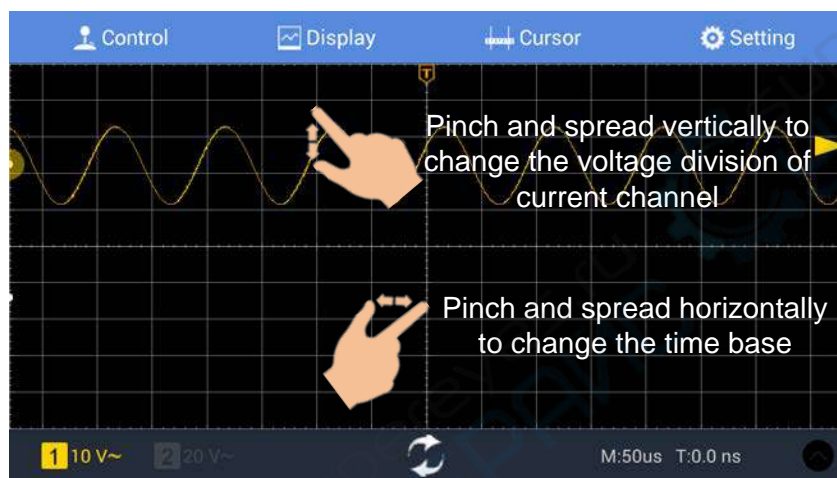 Control Display Cursor Setting
T
Pinch and spread vertically to
change the voltage division of
current channel
Pinch and spread horizontally
to change the time base
1 10 V~ 2 20 V~ M:50us T:0.0 ns